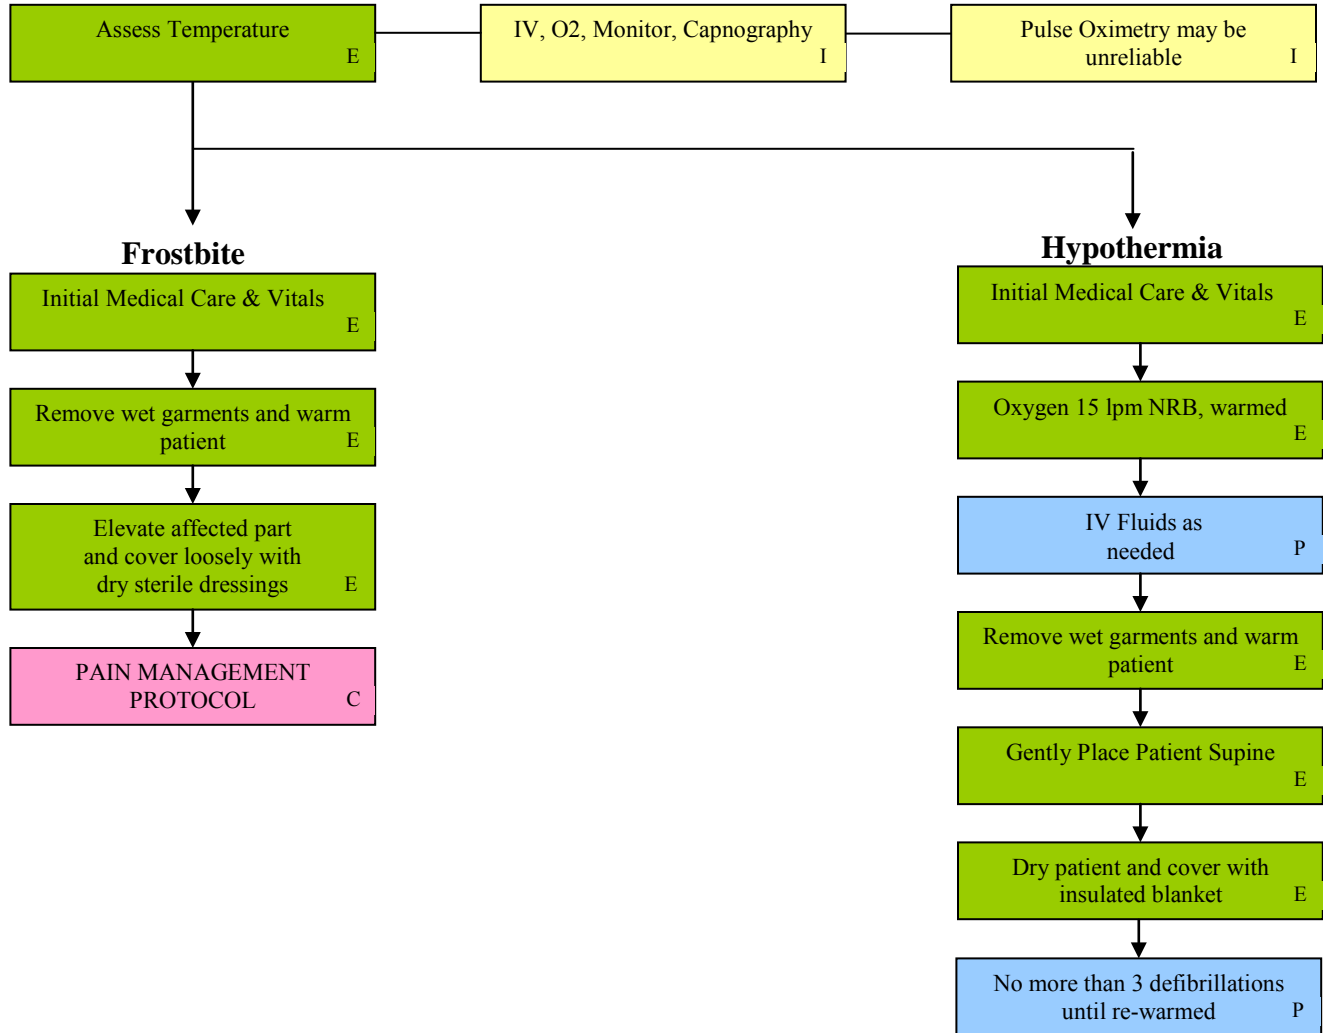 Assess Temperature
E
IV, O2, Monitor, Capnography
I
Pulse Oximetry may be
unreliable
I
Frostbite
Initial Medical Care & Vitals
E
Remove wet garments and warm
patient
E
Elevate affected part
and cover loosely with
dry sterile dressings
E
PAIN MANAGEMENT
PROTOCOL
C
Hypothermia
Initial Medical Care & Vitals
E
Oxygen 15 lpm NRB, warmed
E
IV Fluids as
needed
P
Remove wet garments and warm
patient
E
Gently Place Patient Supine
E
Dry patient and cover with
insulated blanket
E
No more than 3 defibrillations
until re-warmed
P